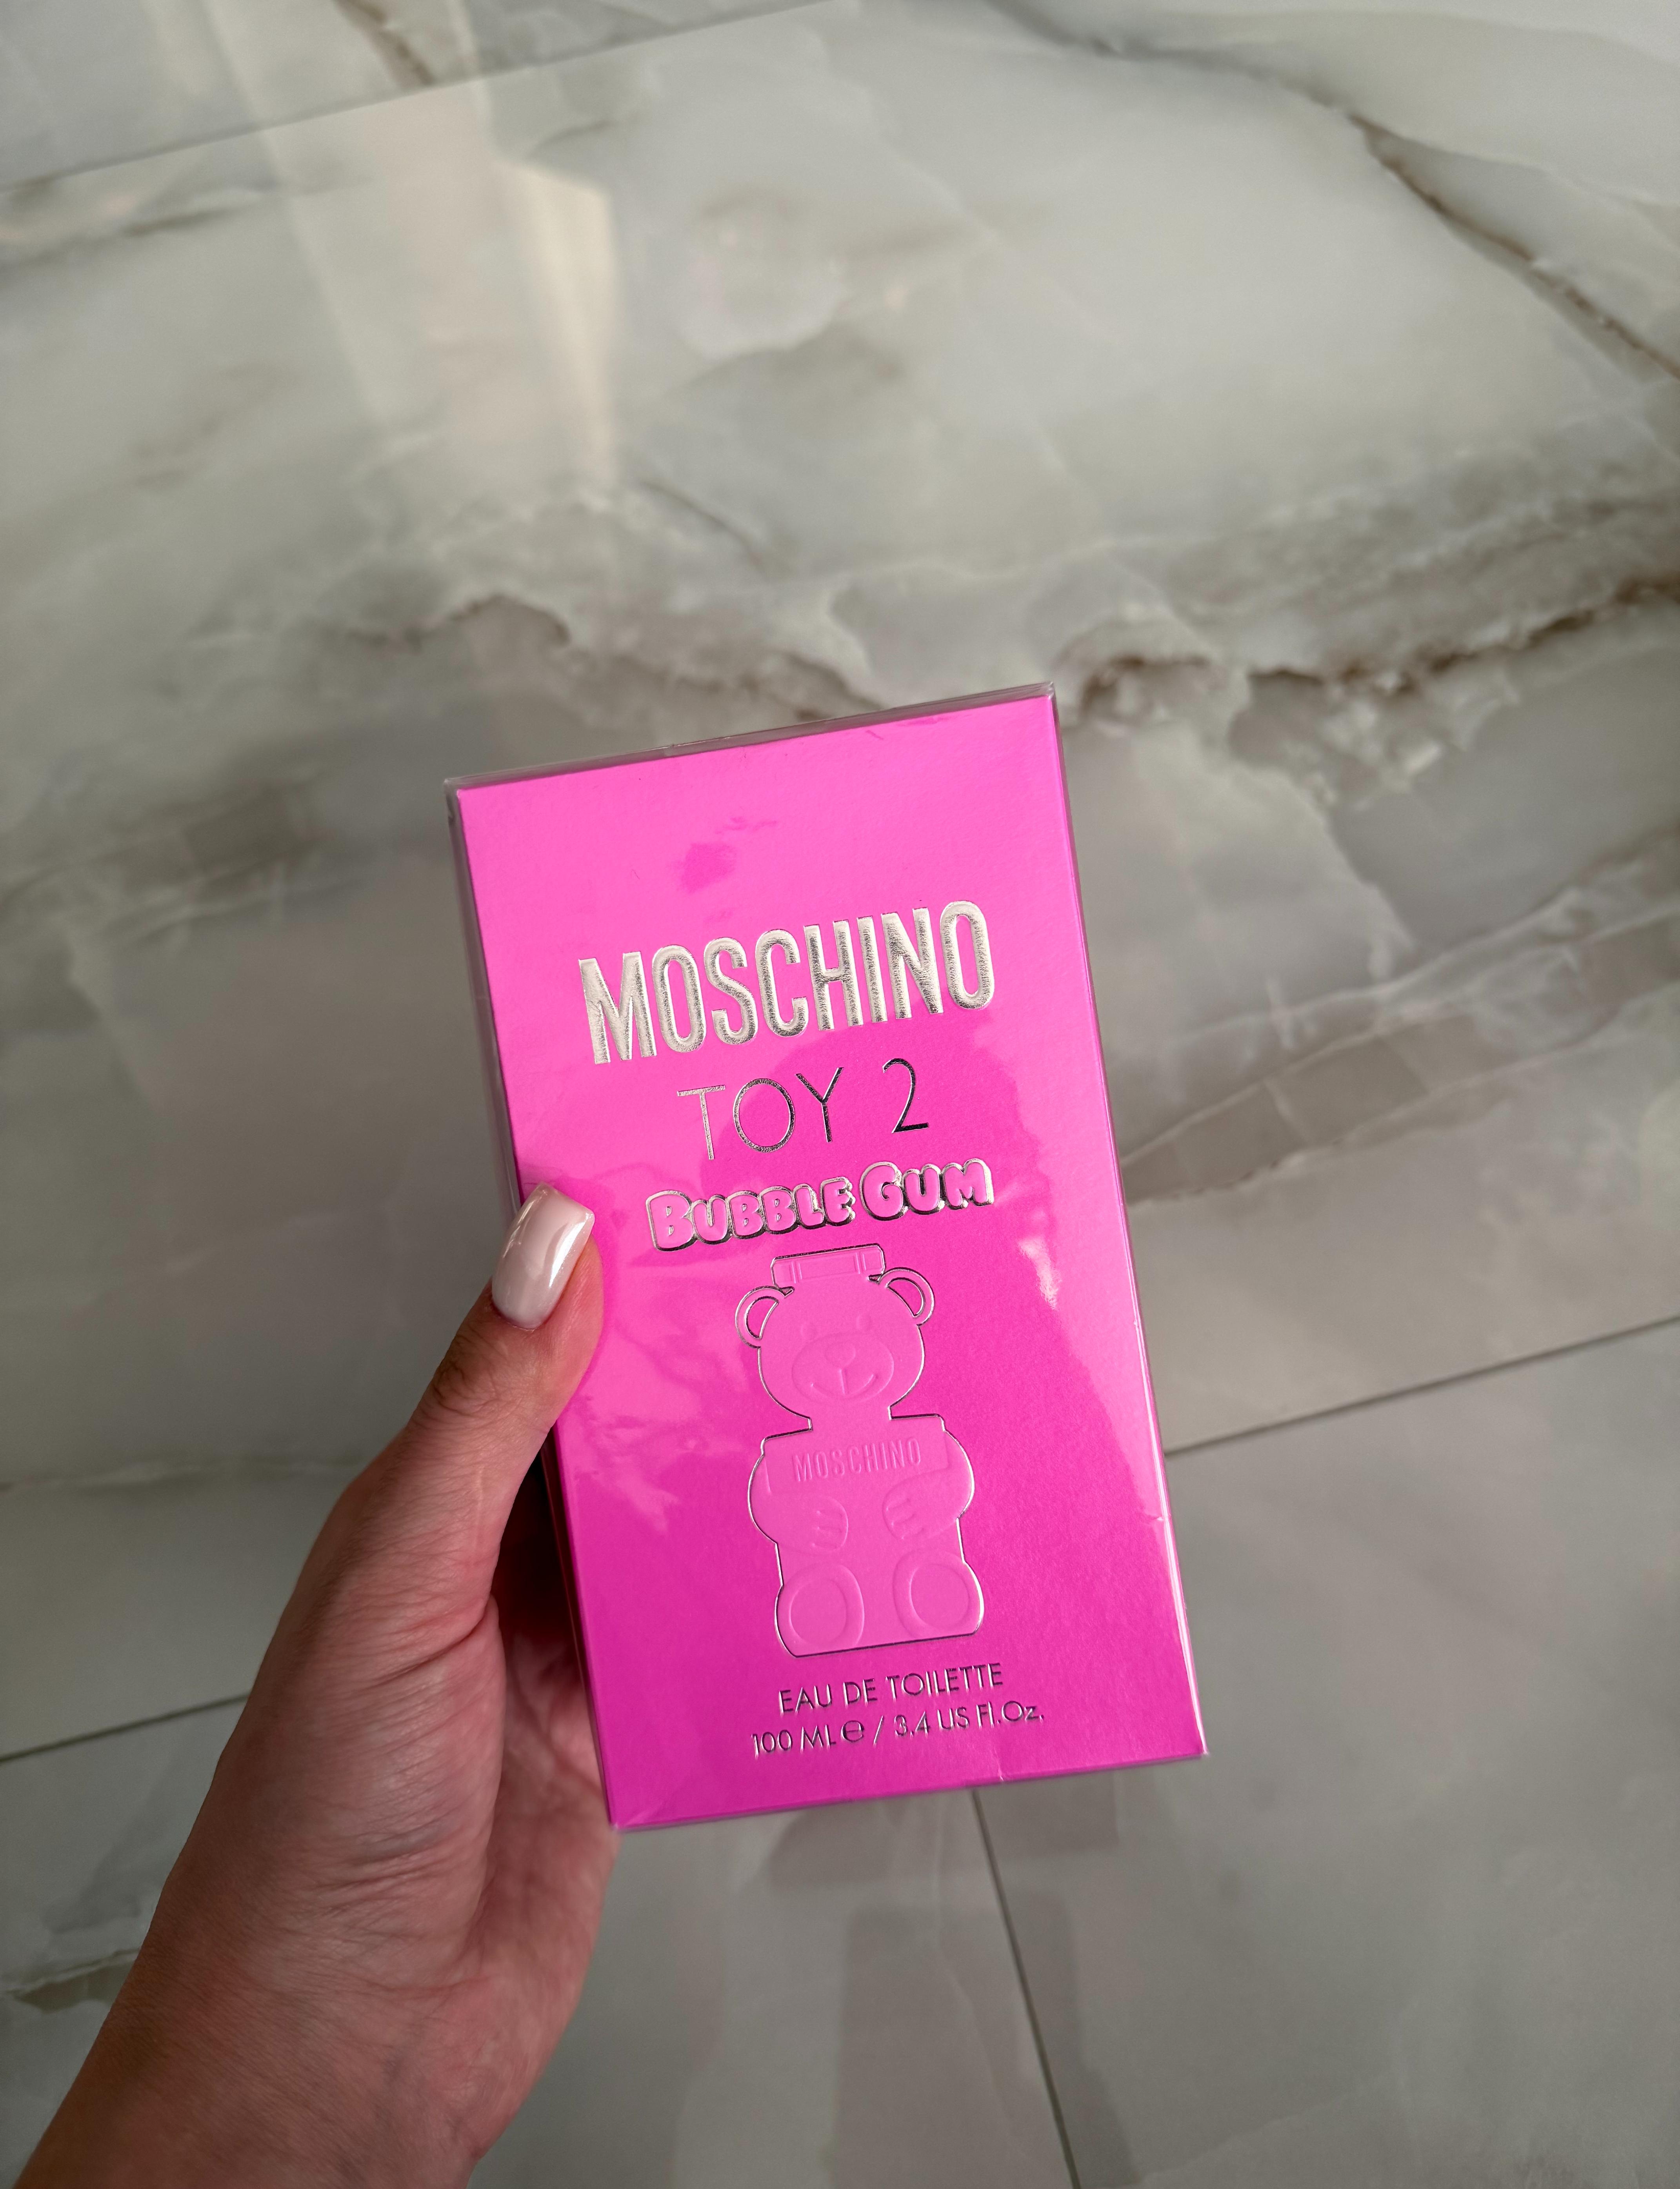 MOSCHINO
TOY 2
BUBBLE GUM
MOSCHINO
EAU DE TOILETTE
100 ML ℮ / 3.4 US Fl.Oz.